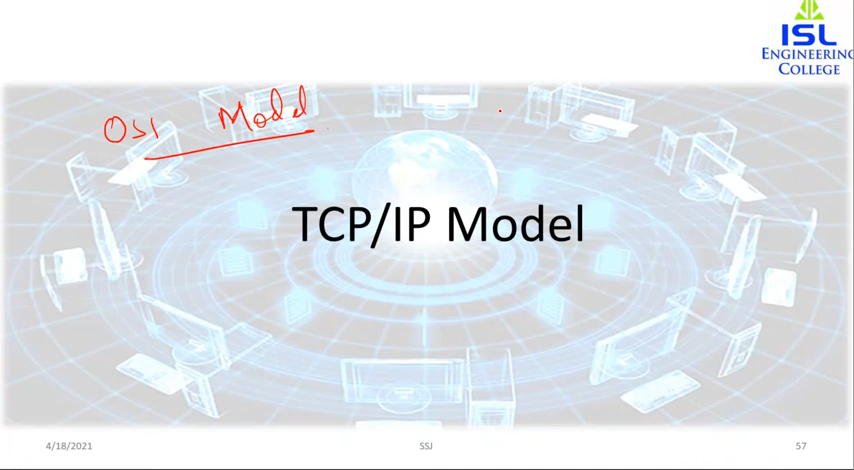 ISL
ENGINEERING
COLLEGE
OSI Model
TCP/IP Model
4/18/2021
SSJ
57